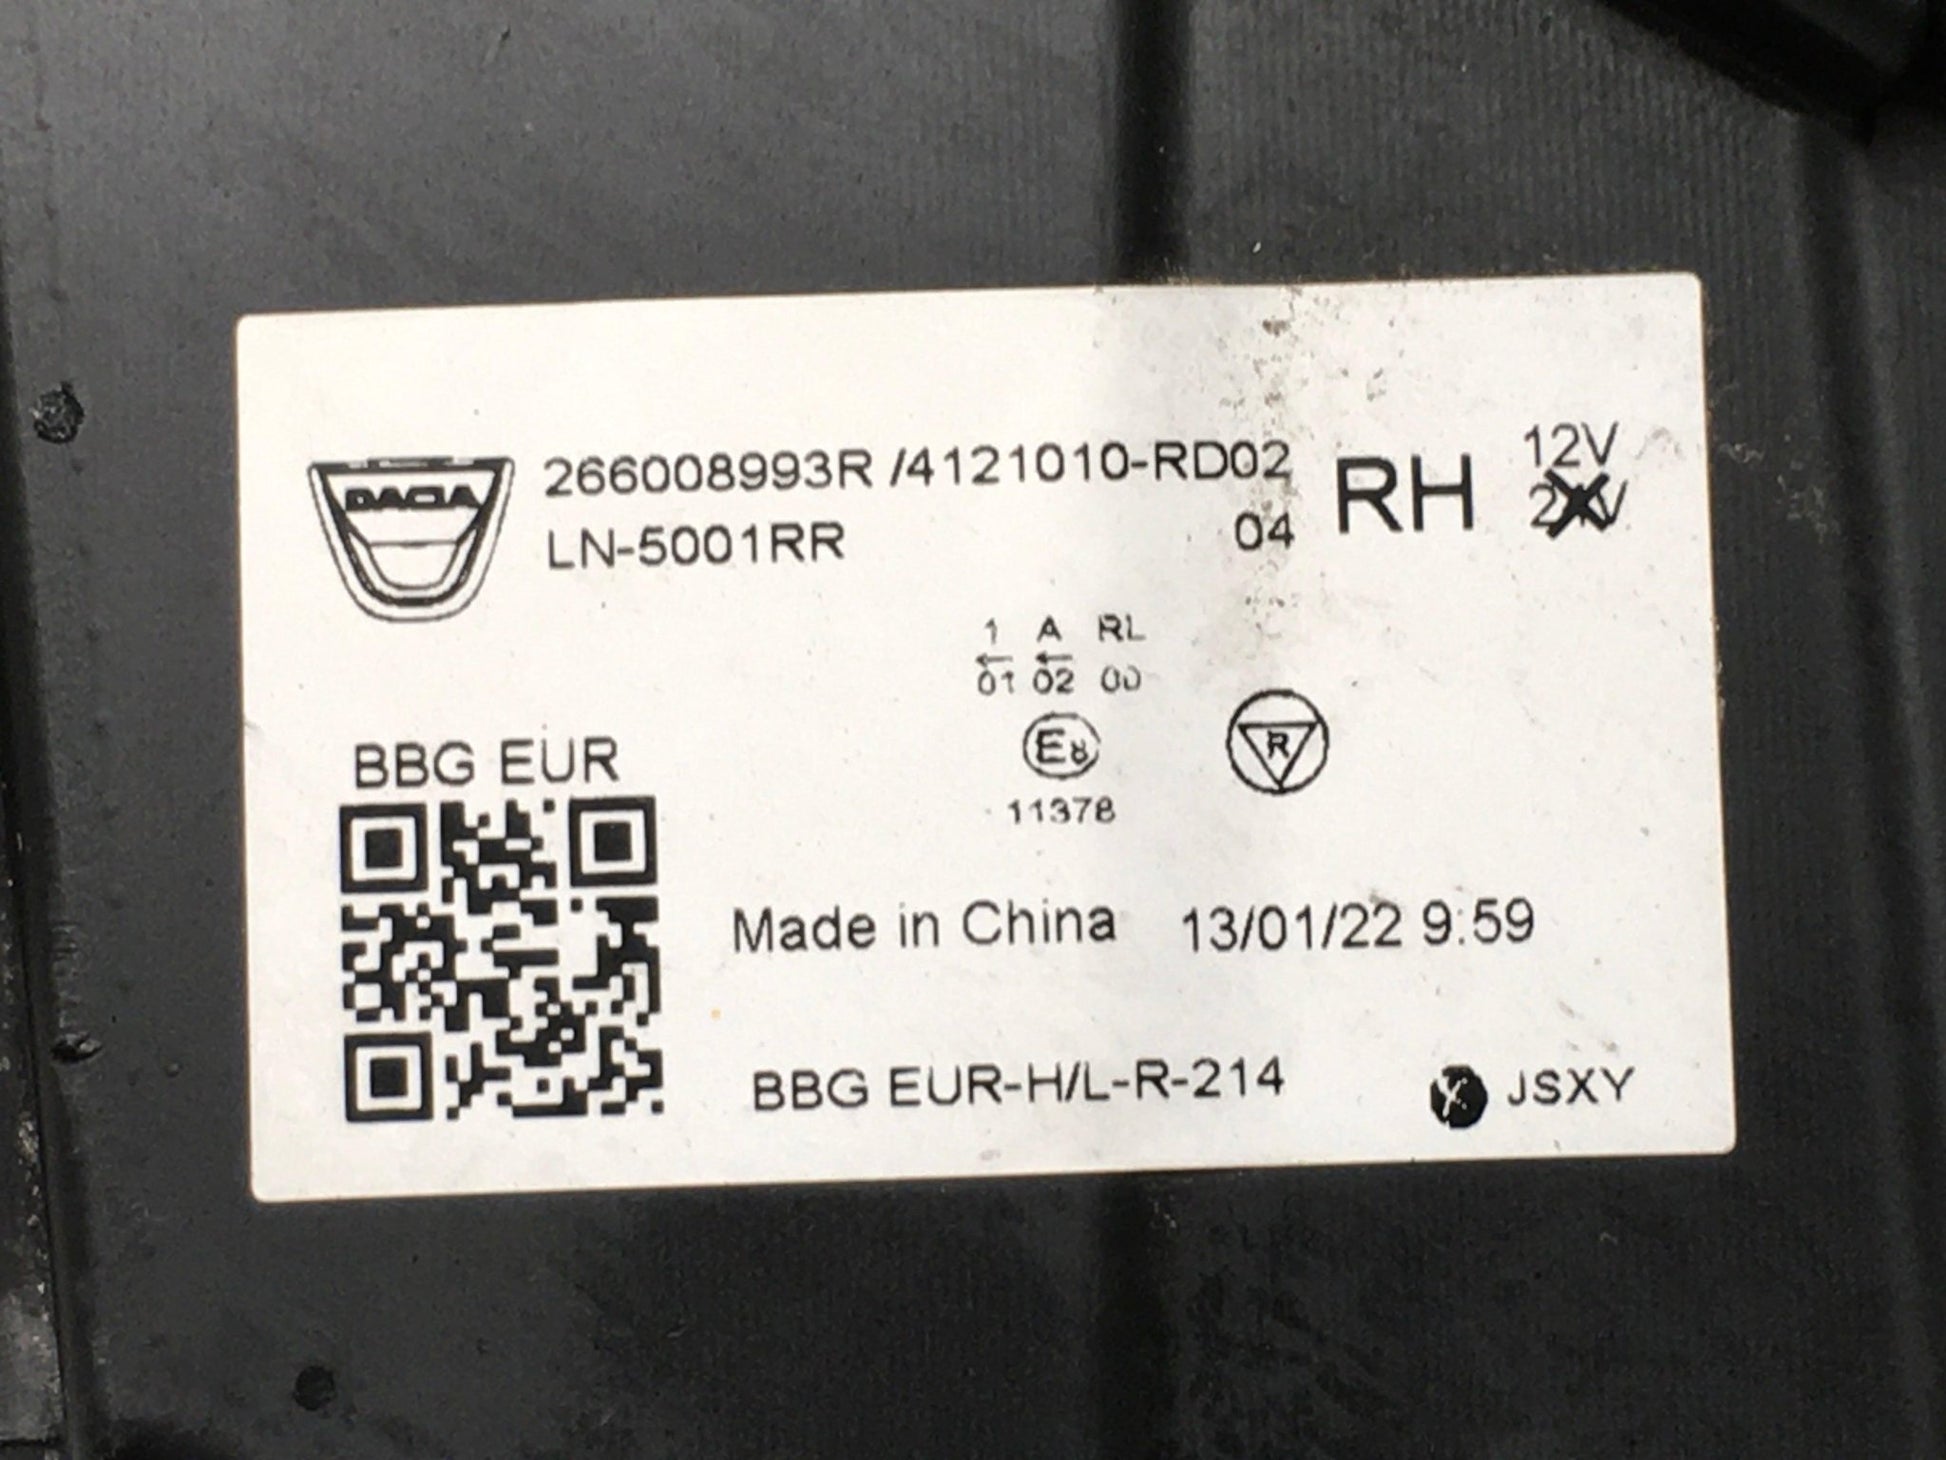 DACIA
266008993R /4121010-RD02
LN-5001RR
04
RH
12V
24V
1 A RL
01 02 00
E8
R
11378
BBG EUR
Made in China 13/01/22 9:59
BBG EUR-H/L-R-214
JSXY